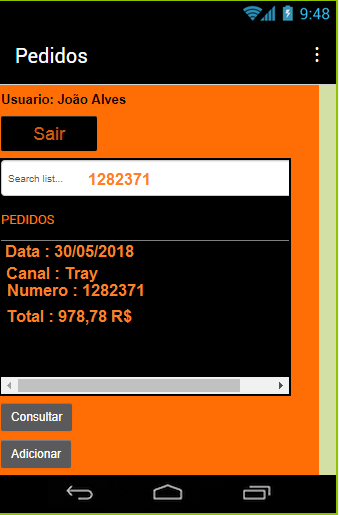 9:48
Pedidos
Usuario: João Alves
Sair
Search list... 1282371
PEDIDOS
Data : 30/05/2018
Canal : Tray
Numero : 1282371
Total : 978,78 R$
Consultar
Adicionar